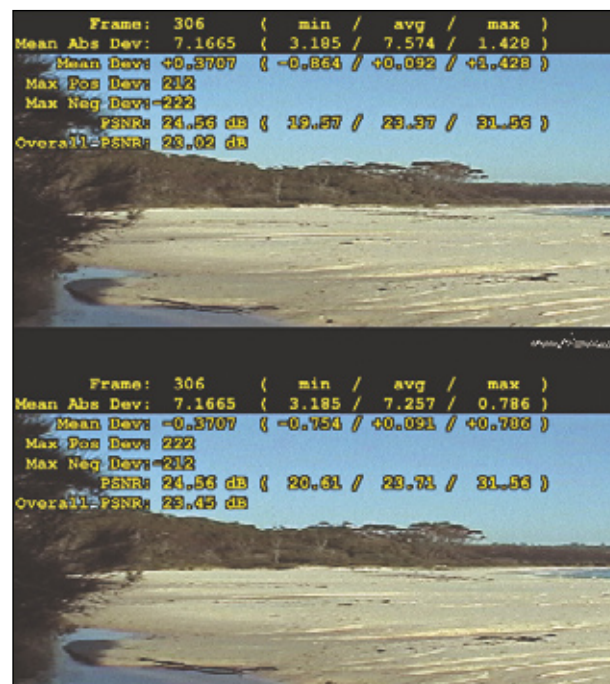 Frame: 306 ( min / avg / max )
Mean Abs Dev: 7.1665 ( 3.185 / 7.574 / 1.428 )
Mean Dev: +0.3707 ( -0.864 / +0.092 / +1.428 )
Max Pos Dev: 212
Max Neg Dev:-222
PSNR: 24.56 dB ( 19.57 / 23.37 / 31.56 )
Overall-PSNR: 23.02 dB
Frame: 306 ( min / avg / max )
Mean Abs Dev: 7.1665 ( 3.185 / 7.257 / 0.786 )
Mean Dev: -0.3707 ( -0.754 / +0.091 / +0.786 )
Max Pos Dev: 222
Max Neg Dev:-212
PSNR: 24.56 dB ( 20.61 / 23.71 / 31.56 )
Overall-PSNR: 23.45 dB